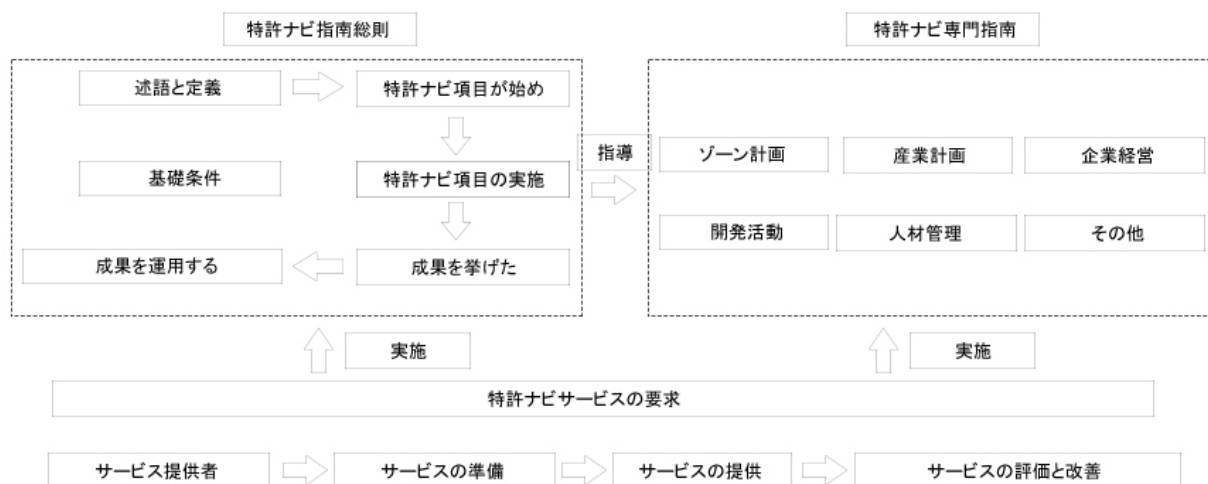 特許ナビ指南総則
特許ナビ専門指南
述語と定義
特許ナビ項目が始め
基礎条件
特許ナビ項目の実施
成果を運用する
成果を挙げた
指導
ゾーン計画
産業計画
企業経営
開発活動
人材管理
その他
実施
実施
特許ナビサービスの要求
サービス提供者
サービスの準備
サービスの提供
サービスの評価と改善